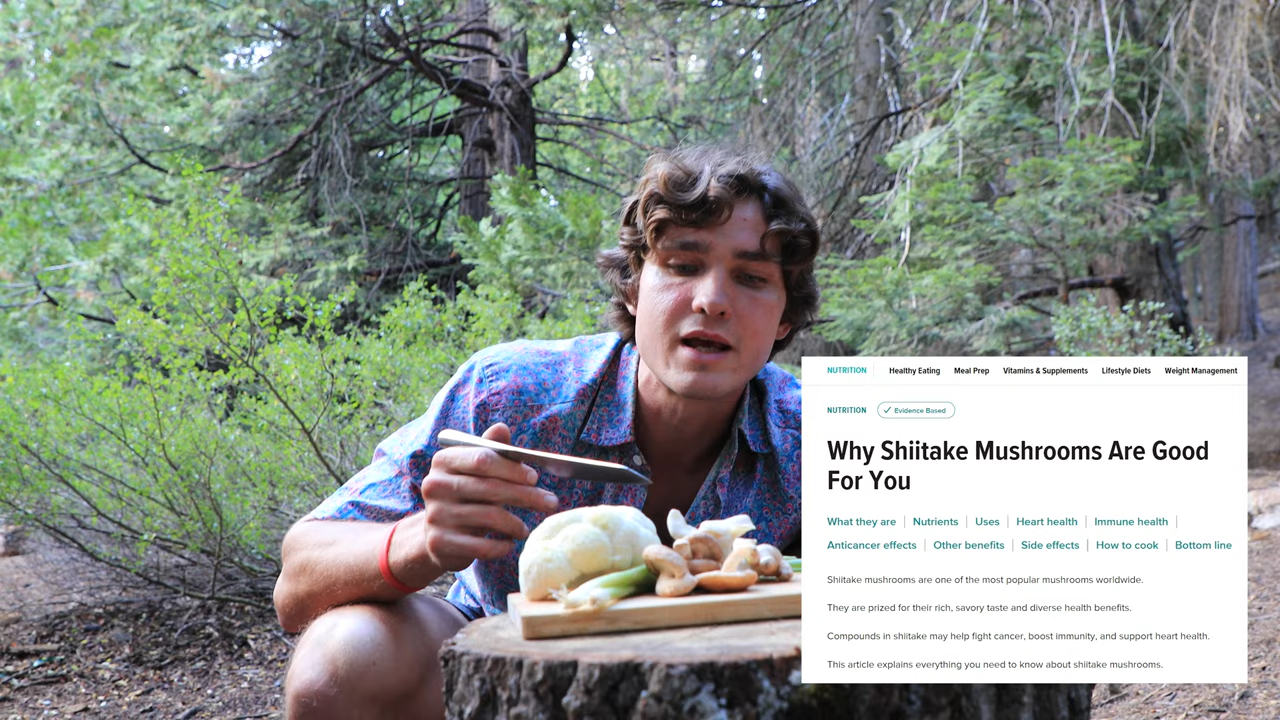 NUTRITION Healthy Eating Meal Prep Vitamins & Supplements Lifestyle Diets Weight Management
NUTRITION Evidence Based
Why Shiitake Mushrooms Are Good
For You
What they are Nutrients Uses Heart health Immune health
Anticancer effects Other benefits Side effects How to cook Bottom line
Shiitake mushrooms are one of the most popular mushrooms worldwide.
They are prized for their rich, savory taste and diverse health benefits.
Compounds in shiitake may help fight cancer, boost immunity, and support heart health.
This article explains everything you need to know about shiitake mushrooms.